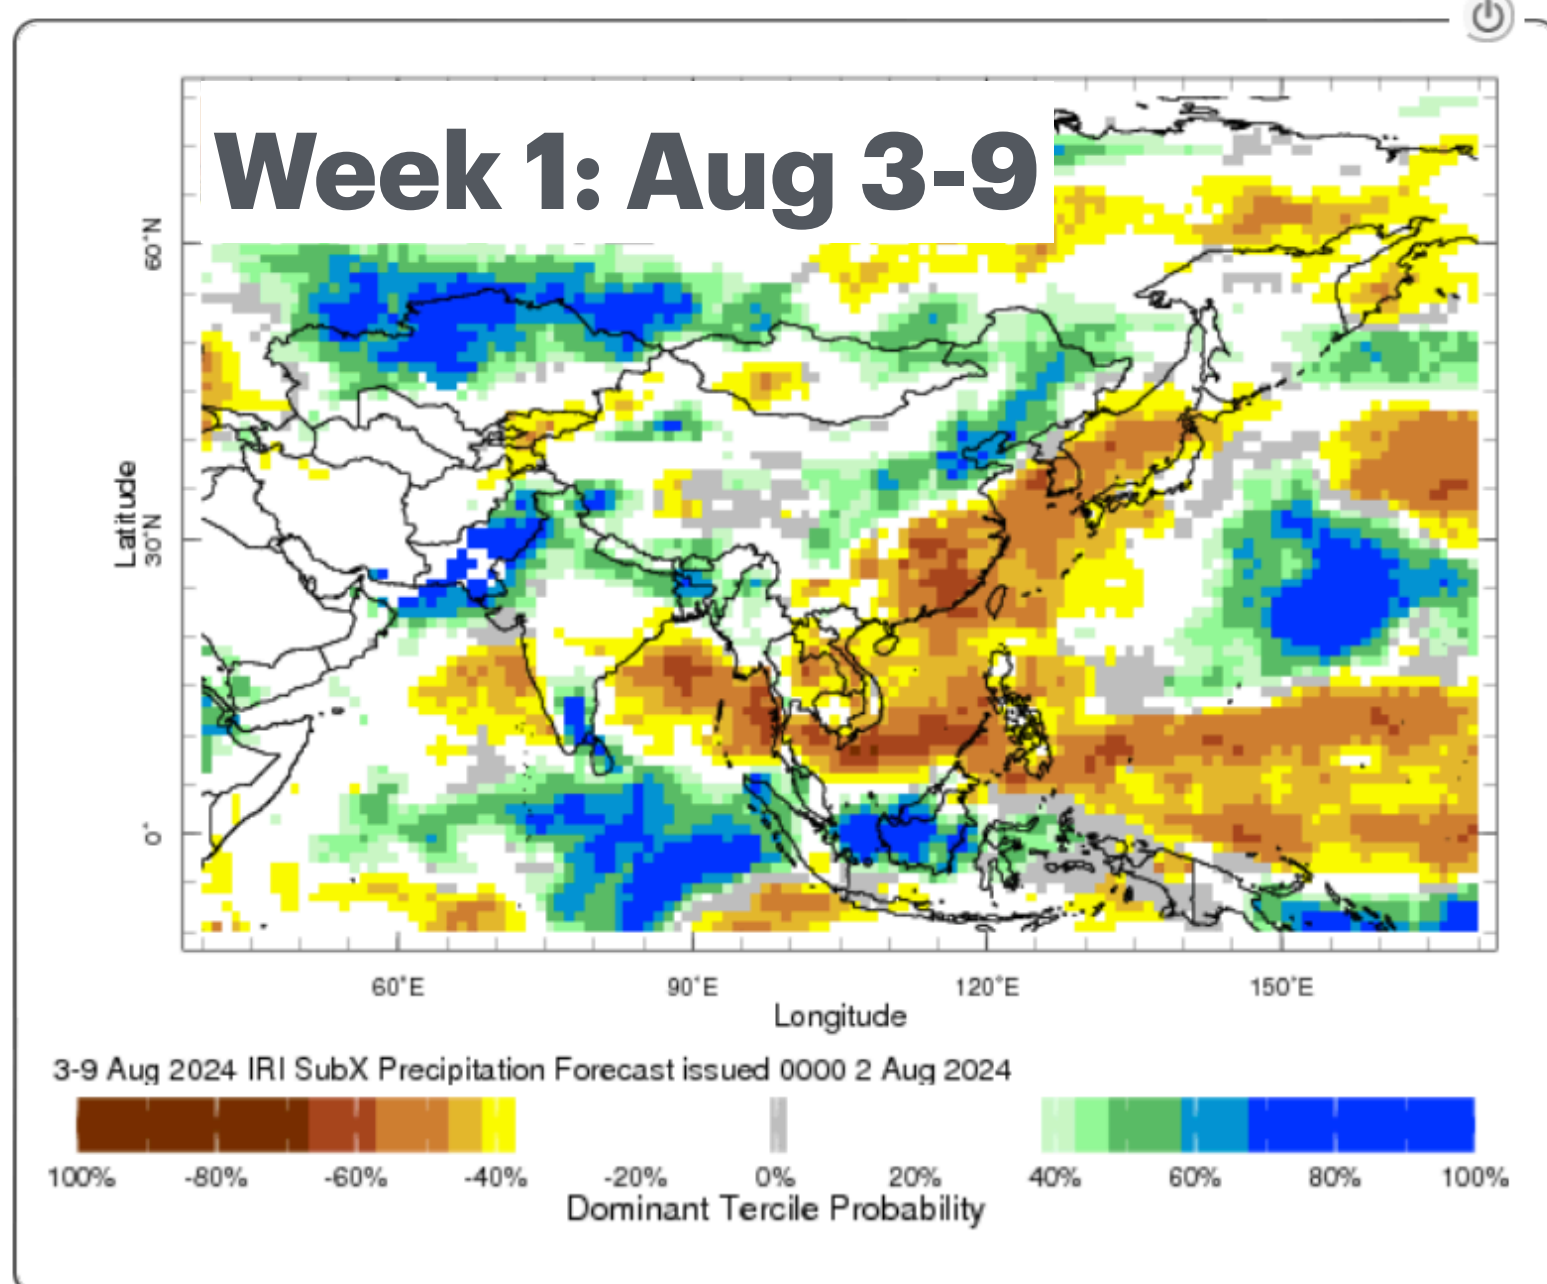 Week 1: Aug 3-9
60°N
30°N
0°
Latitude
60°E
90°E
120°E
150°E
Longitude
3-9 Aug 2024 IRI SubX Precipitation Forecast issued 0000 2 Aug 2024
100%
-80%
-60%
-40%
-20%
0%
20%
40%
60%
80%
100%
Dominant Tercile Probability